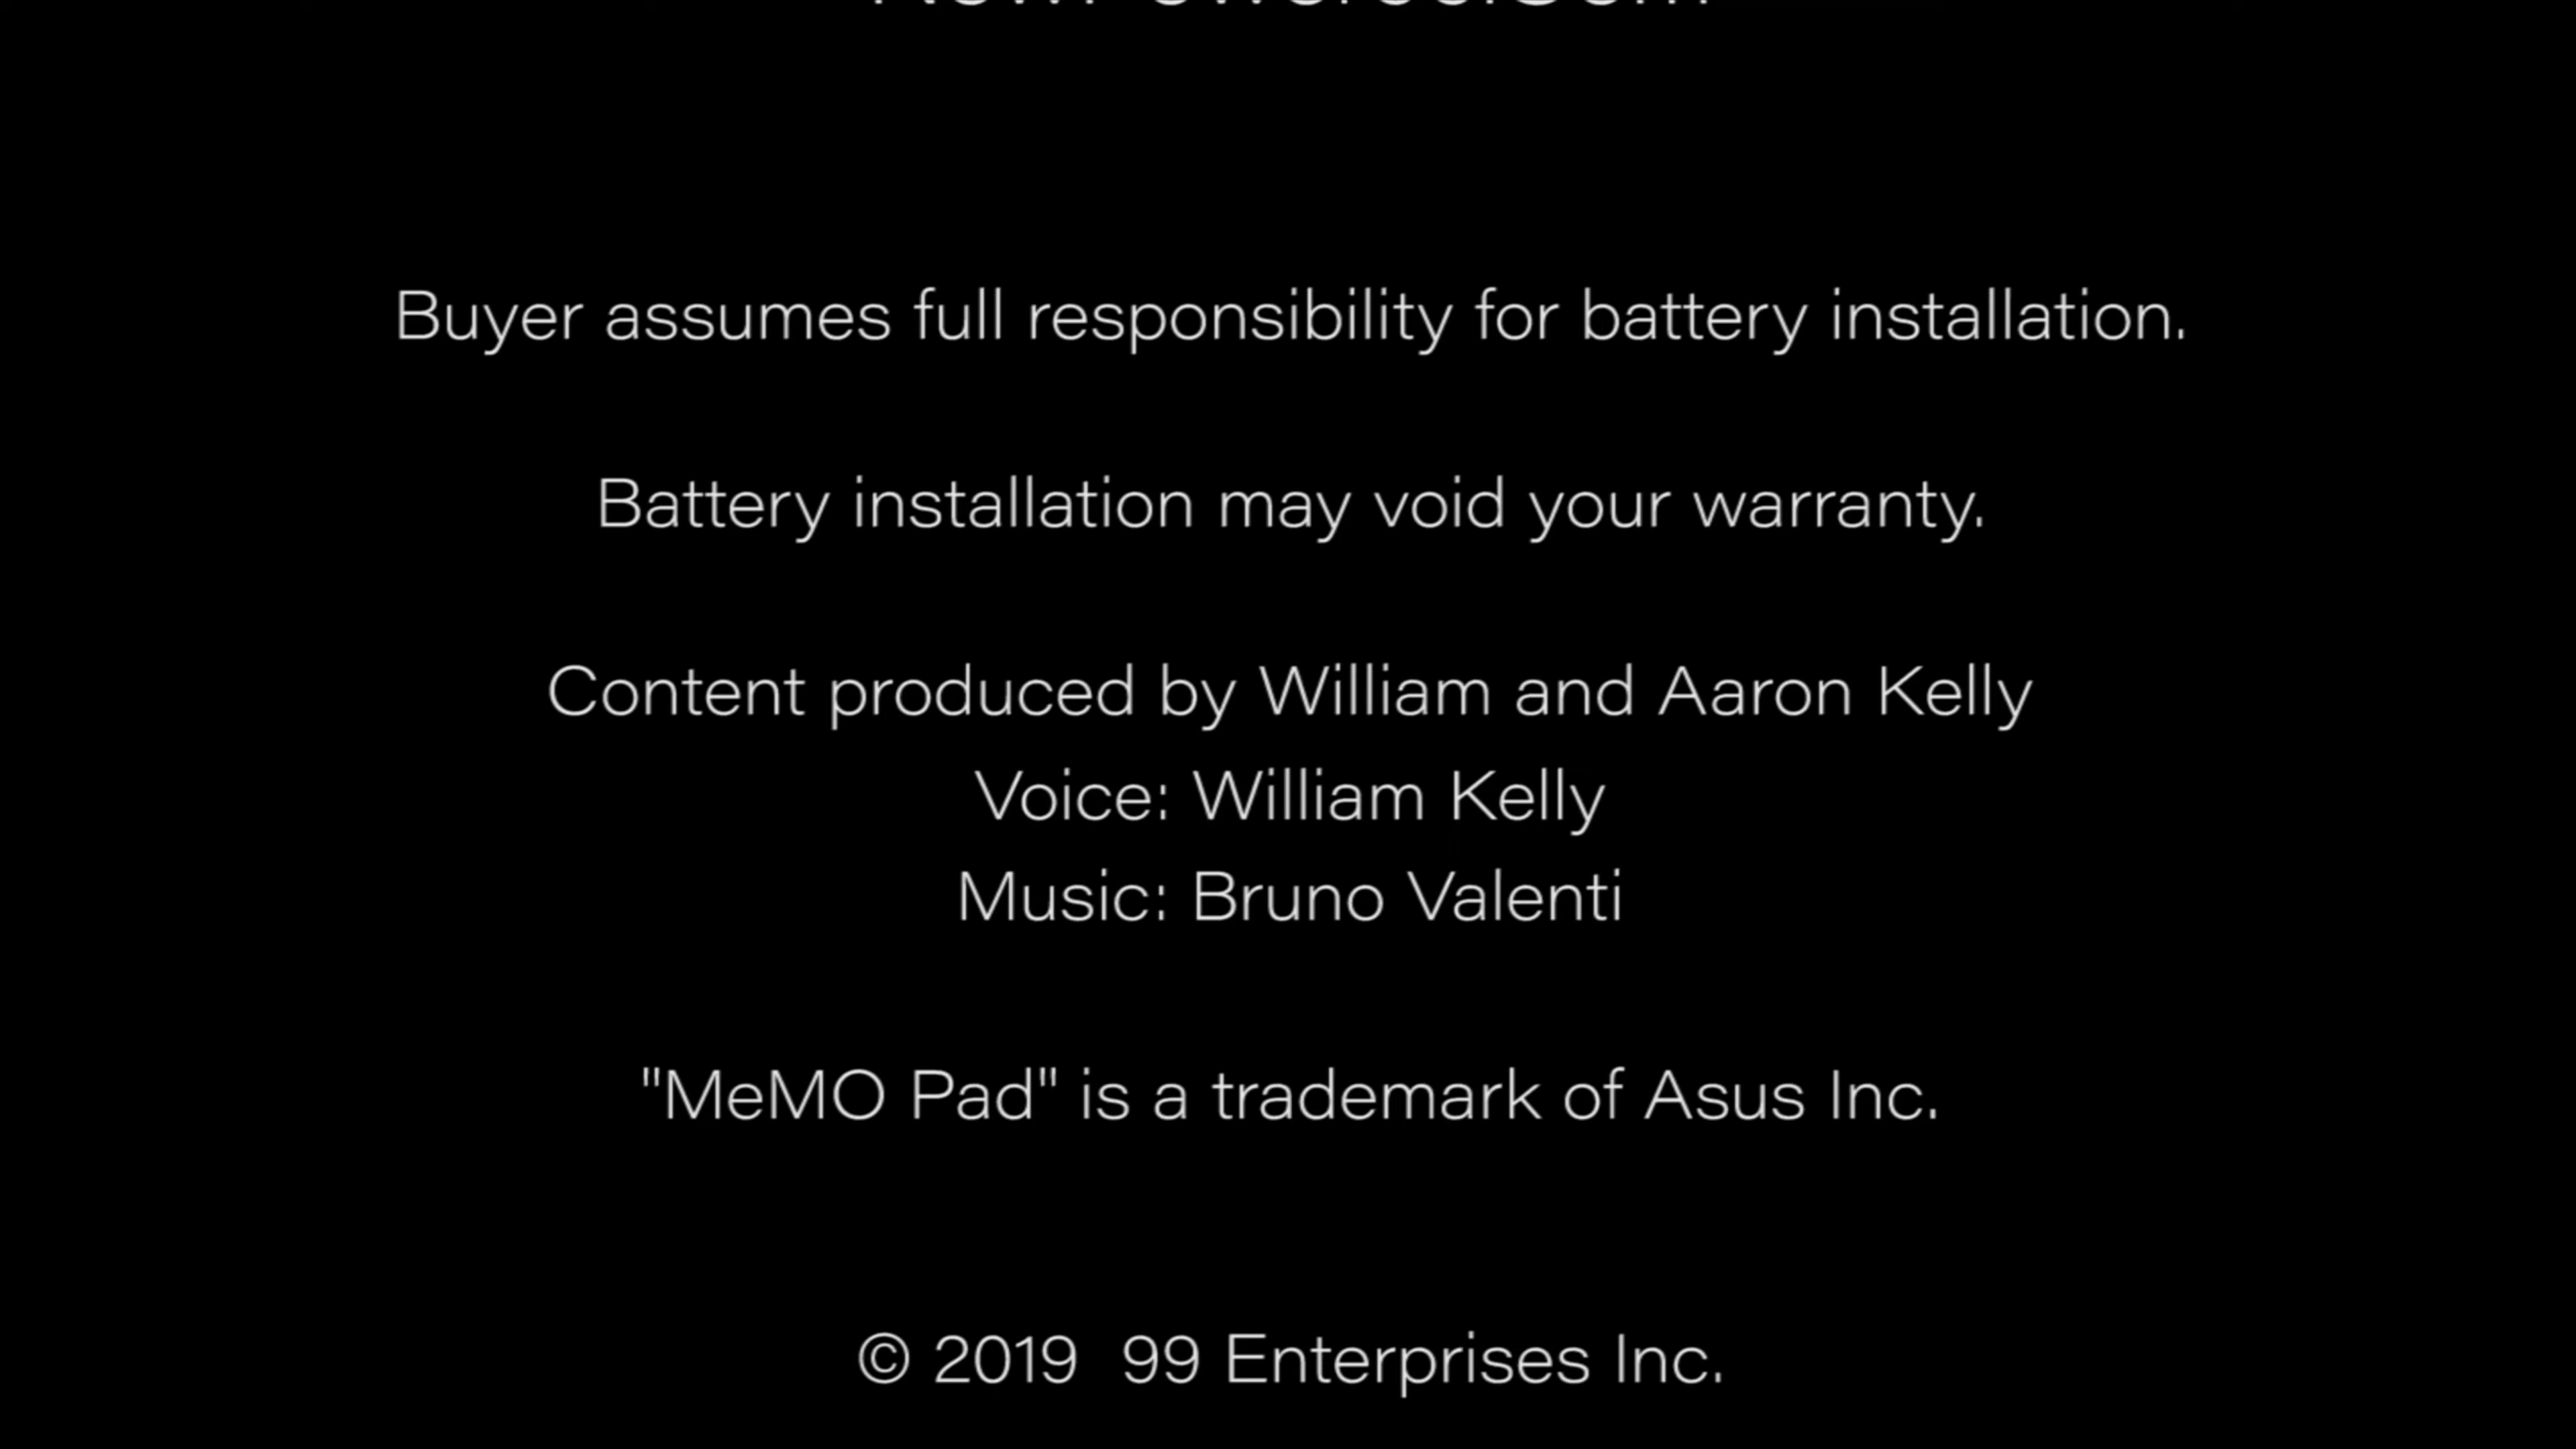 Buyer assumes full responsibility for battery installation.
Battery installation may void your warranty.
Content produced by William and Aaron Kelly
Voice: William Kelly
Music: Bruno Valenti
"MeMO Pad" is a trademark of Asus Inc.
© 2019  99 Enterprises Inc.